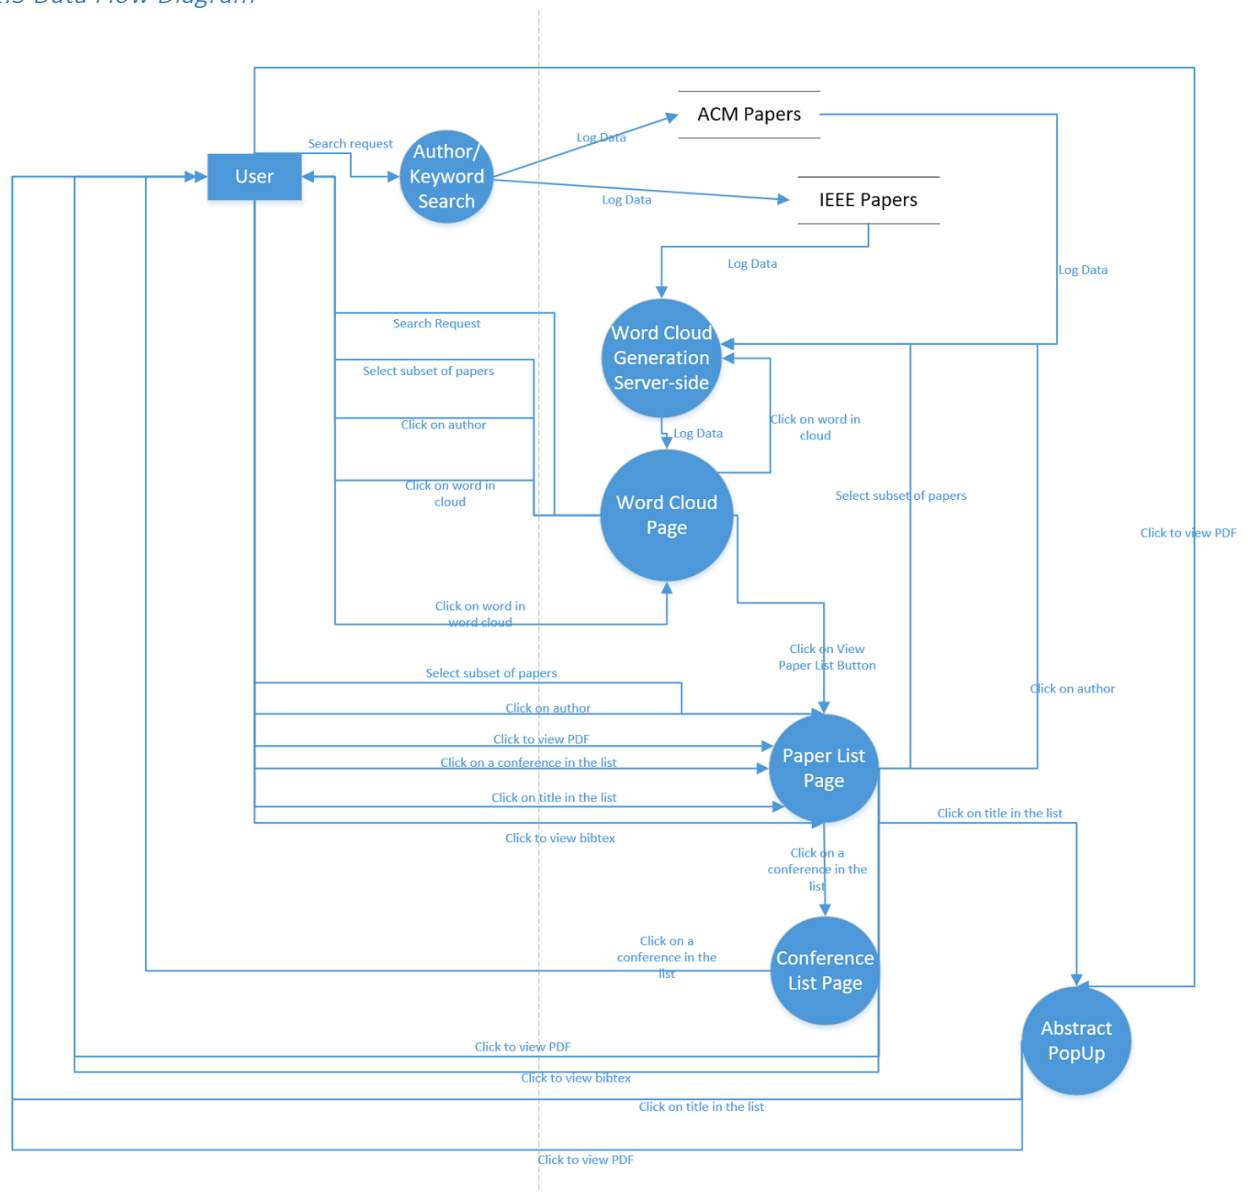 Data Flow Diagram
ACM Papers
Search request
Log Data
Author/
Keyword
Search
User
IEEE Papers
Log Data
Log Data
Log Data
Search Request
Word Cloud
Generation
Server-side
Select subset of papers
Click on author
Click on word in
cloud
Log Data
Click on word in
cloud
Select subset of papers
Word Cloud
Page
Click to view PDF
Click on word in
word cloud
Click on View
Paper List Button
Select subset of papers
Click on author
Click on author
Click to view PDF
Click on a conference in the list
Paper List
Page
Click on title in the list
Click on title in the list
Click to view bibtex
Click on a
conference in the
list
Click on a
conference in the
list
Conference
List Page
Abstract
PopUp
Click to view PDF
Click to view bibtex
Click on title in the list
Click to view PDF